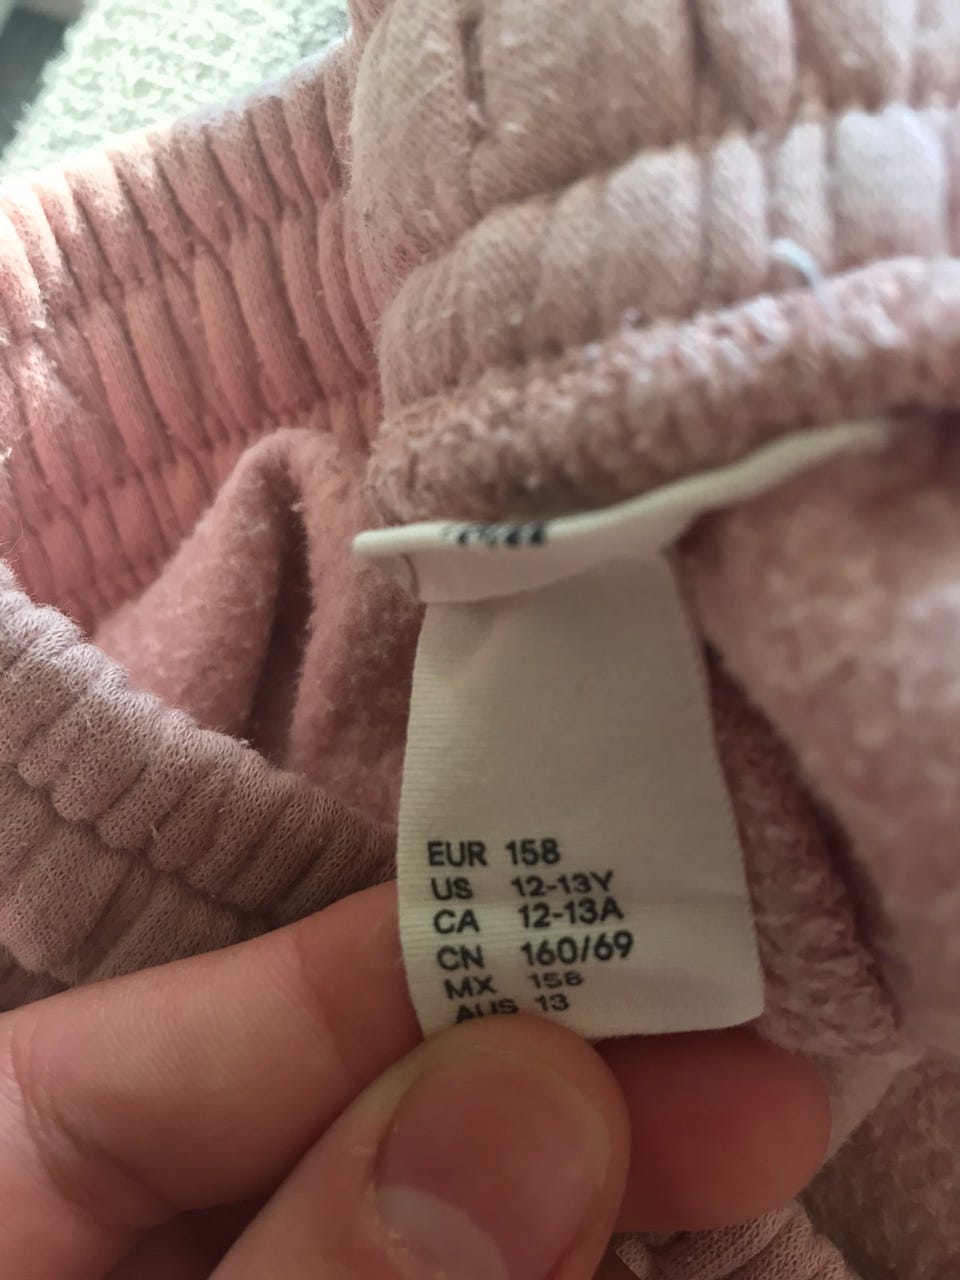 EUR 158
US 12-13Y
CA 12-13A
CN 160/69
MX 158
AUS 13